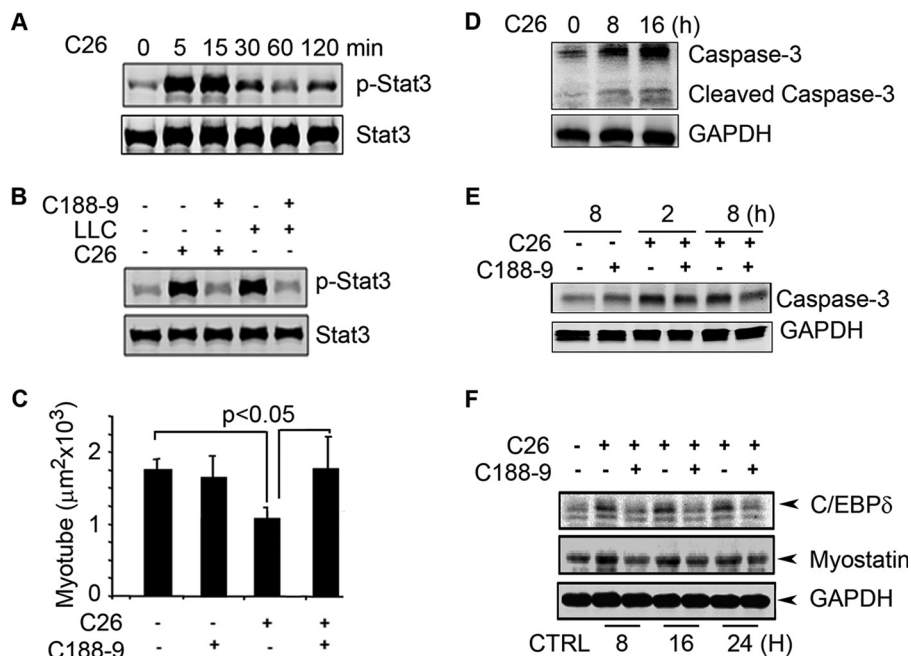 A
C26 0 5 15 30 60 120 min
p-Stat3
Stat3
B
C188-9 - - + - +
LLC - - - + +
C26 - + + - -
p-Stat3
Stat3
C
p<0.05
Myotube (μm²x10³)
2
1
0
C26 - - + +
C188-9 - + - +
D
C26 0 8 16 (h)
Caspase-3
Cleaved Caspase-3
GAPDH
E
8 2 8 (h)
C26 - - + + + +
C188-9 - + - + - +
Caspase-3
GAPDH
F
C26 - + + + + + +
C188-9 - - + - + - +
C/EBPδ
Myostatin
GAPDH
CTRL 8 16 24 (H)